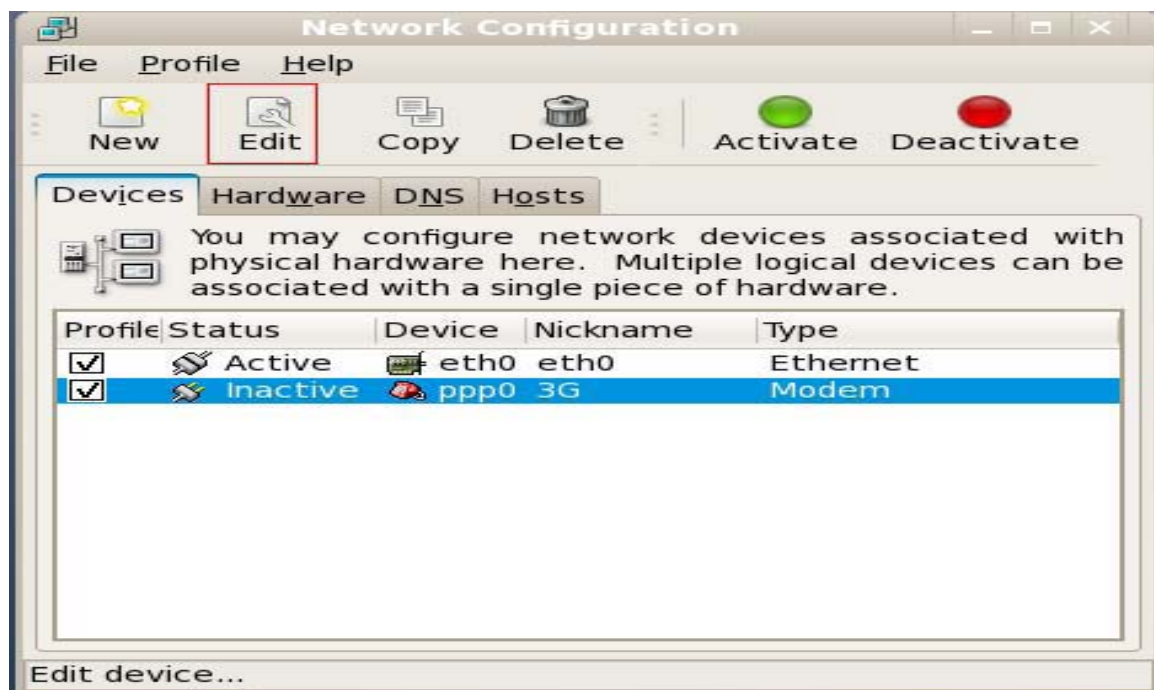 Network Configuration
File Profile Help
New Edit Copy Delete Activate Deactivate
Devices Hardware DNS Hosts
You may configure network devices associated with
physical hardware here. Multiple logical devices can be
associated with a single piece of hardware.
Profile Status Device Nickname Type
Active eth0 eth0 Ethernet
Inactive ppp0 3G Modem
Edit device...